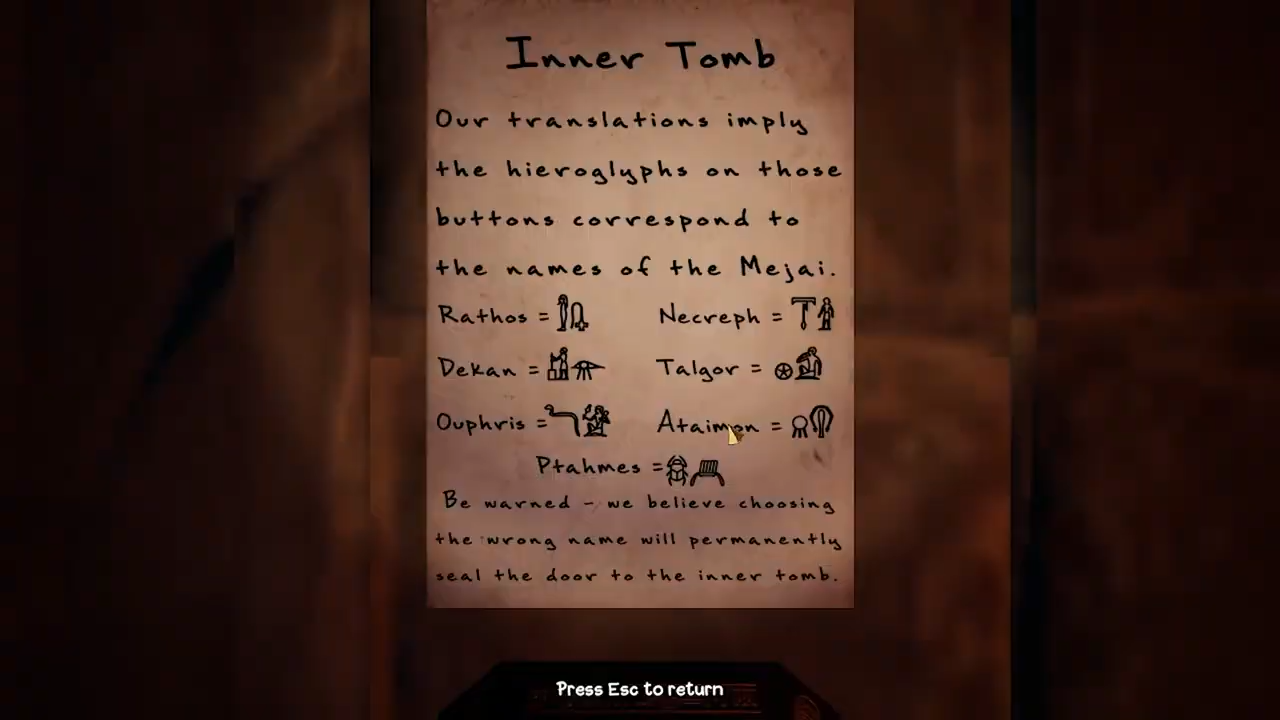 Inner Tomb
Our translations imply
the hieroglyphs on those
buttons correspond to
the names of the Mejai.
Rathos = Necreph =
Dekan = Talgor =
Ouphris = Ataimon =
Ptahmes =
Be warned - we believe choosing
the wrong name will permanently
seal the door to the inner tomb.
Press Esc to return